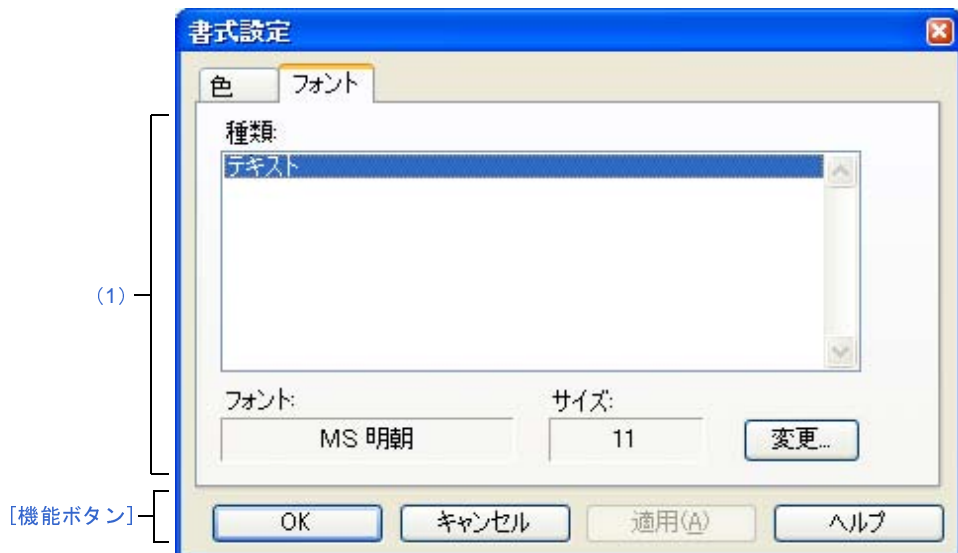 書式設定
色 フォント
種類:
テキスト
(1)
フォント: サイズ:
MS 明朝 11 変更...
[機能ボタン]
OK キャンセル 適用(A) ヘルプ